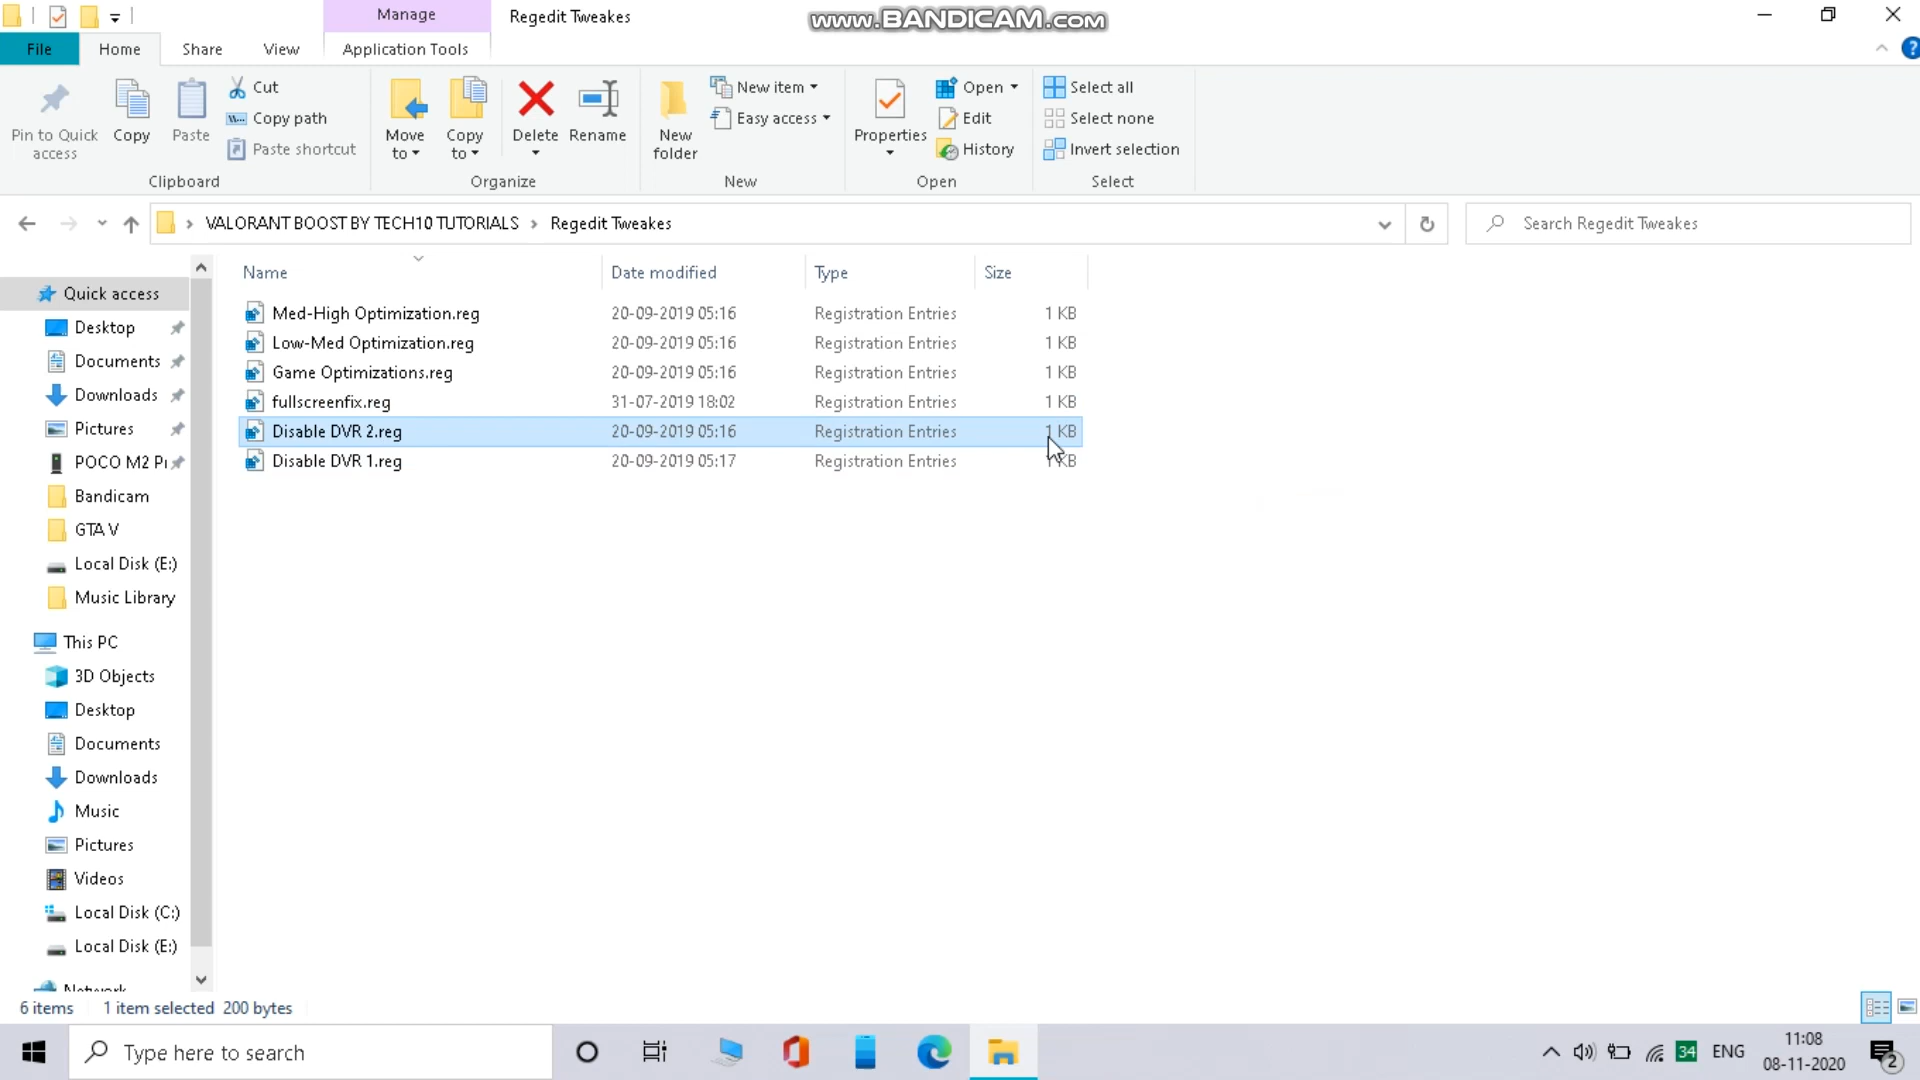 Manage
Regedit Tweakes
www.BANDICAM.com
File
Home
Share
View
Application Tools
Pin to Quick access
Copy
Paste
Cut
Copy path
Paste shortcut
Move to
Copy to
Delete
Rename
New folder
New item
Easy access
Properties
Open
Edit
History
Select all
Select none
Invert selection
Clipboard
Organize
New
Open
Select
VALORANT BOOST BY TECH10 TUTORIALS
Regedit Tweakes
Search Regedit Tweakes
Name
Date modified
Type
Size
Med-High Optimization.reg 20-09-2019 05:16 Registration Entries 1 KB
Low-Med Optimization.reg 20-09-2019 05:16 Registration Entries 1 KB
Game Optimizations.reg 20-09-2019 05:16 Registration Entries 1 KB
fullscreenfix.reg 31-07-2019 18:02 Registration Entries 1 KB
Disable DVR 2.reg 20-09-2019 05:16 Registration Entries 1 KB
Disable DVR 1.reg 20-09-2019 05:17 Registration Entries 1 KB
Quick access
Desktop
Documents
Downloads
Pictures
POCO M2 Pr
Bandicam
GTA V
Local Disk (E:)
Music Library
This PC
3D Objects
Desktop
Documents
Downloads
Music
Pictures
Videos
Local Disk (C:)
Local Disk (E:)
Network
6 items
1 item selected 200 bytes
Type here to search
34
ENG
11:08
08-11-2020
2